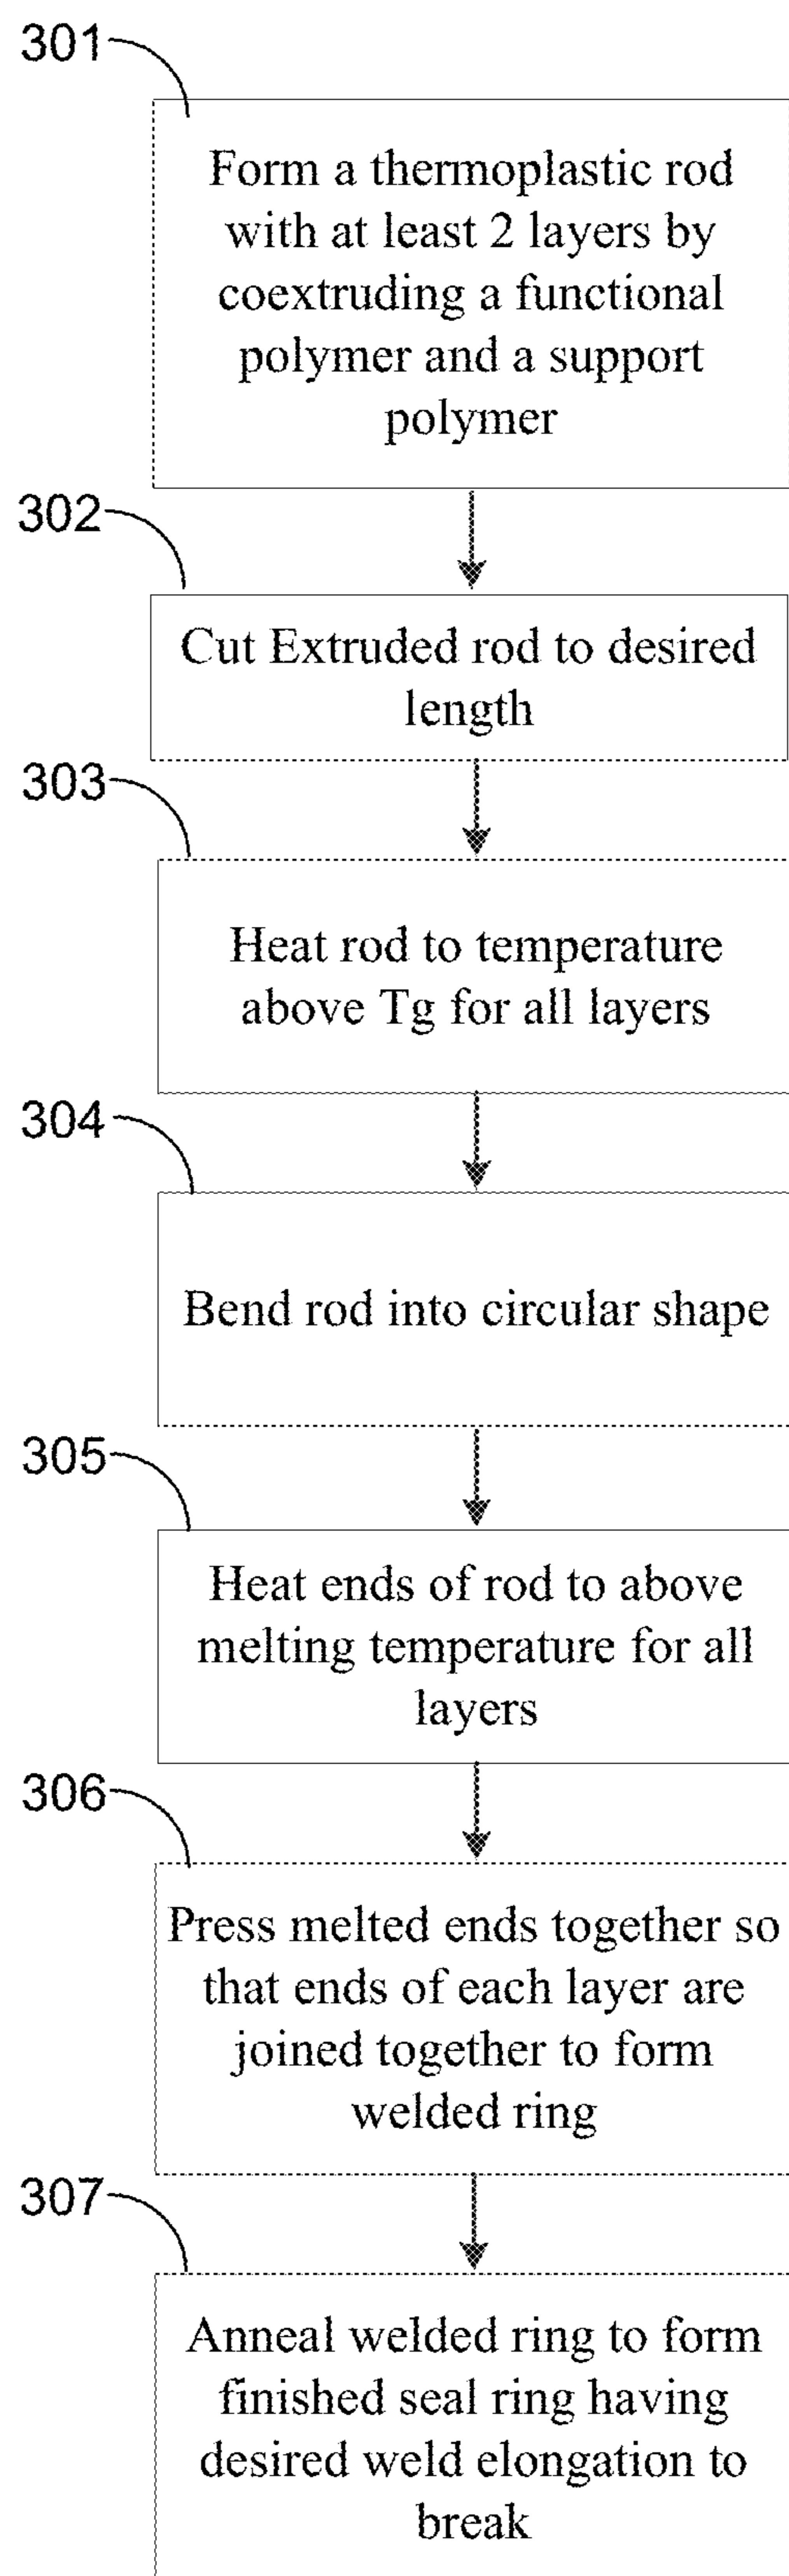 301
Form a thermoplastic rod
with at least 2 layers by
coextruding a functional
polymer and a support
polymer
302
Cut Extruded rod to desired
length
303
Heat rod to temperature
above Tg for all layers
304
Bend rod into circular shape
305
Heat ends of rod to above
melting temperature for all
layers
306
Press melted ends together so
that ends of each layer are
joined together to form
welded ring
307
Anneal welded ring to form
finished seal ring having
desired weld elongation to
break